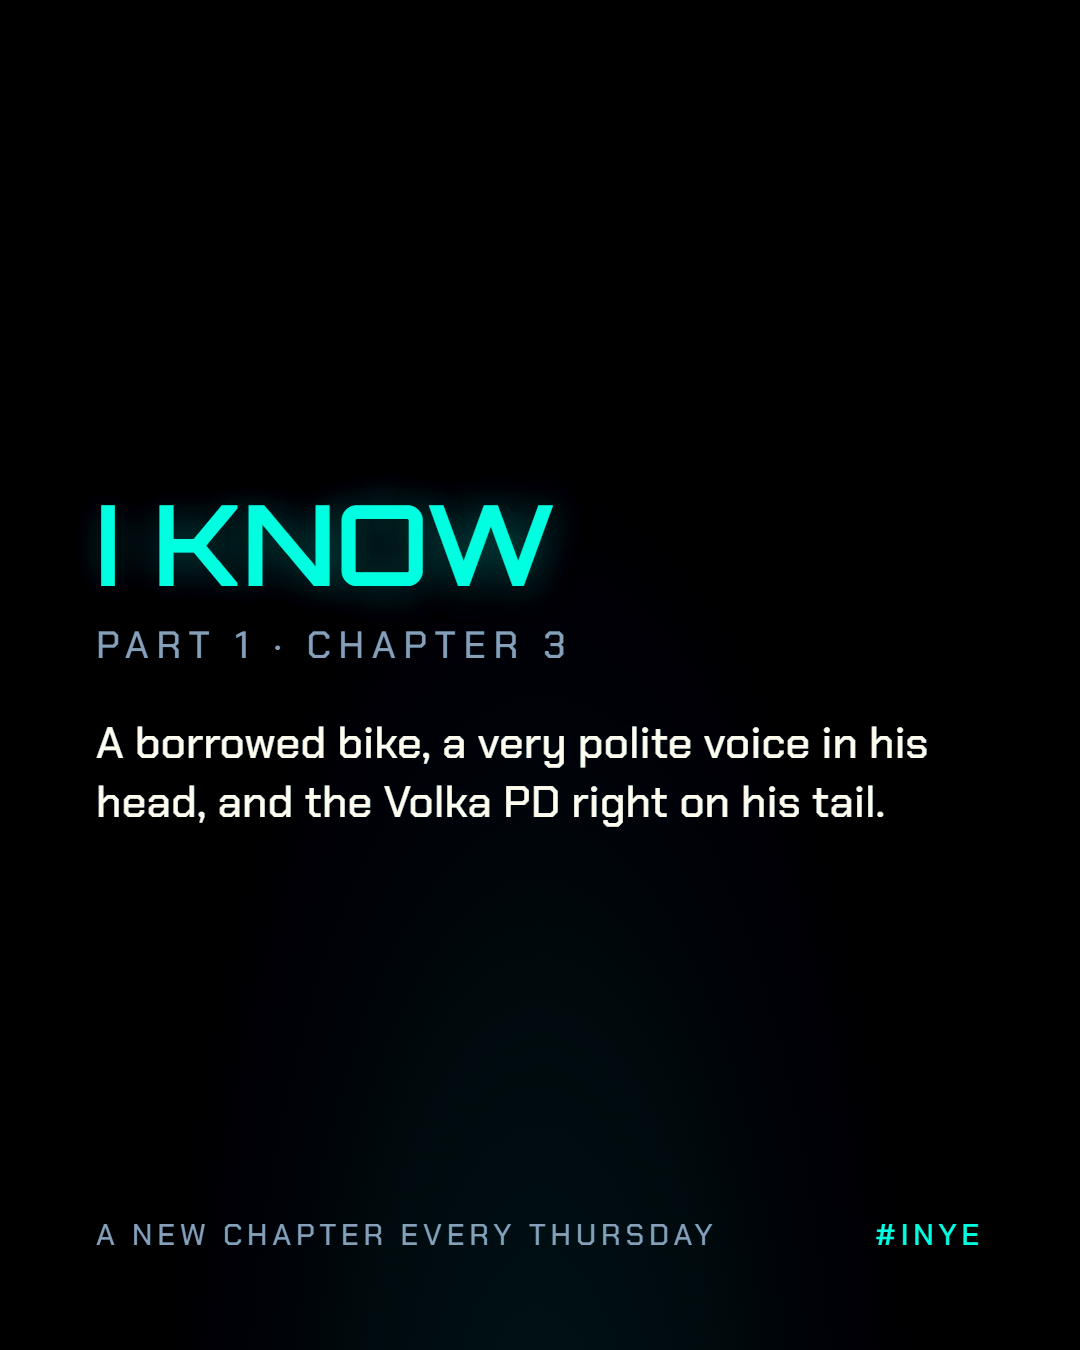 I KNOW
PART 1 · CHAPTER 3
A borrowed bike, a very polite voice in his
head, and the Volka PD right on his tail.
A NEW CHAPTER EVERY THURSDAY
#INYE